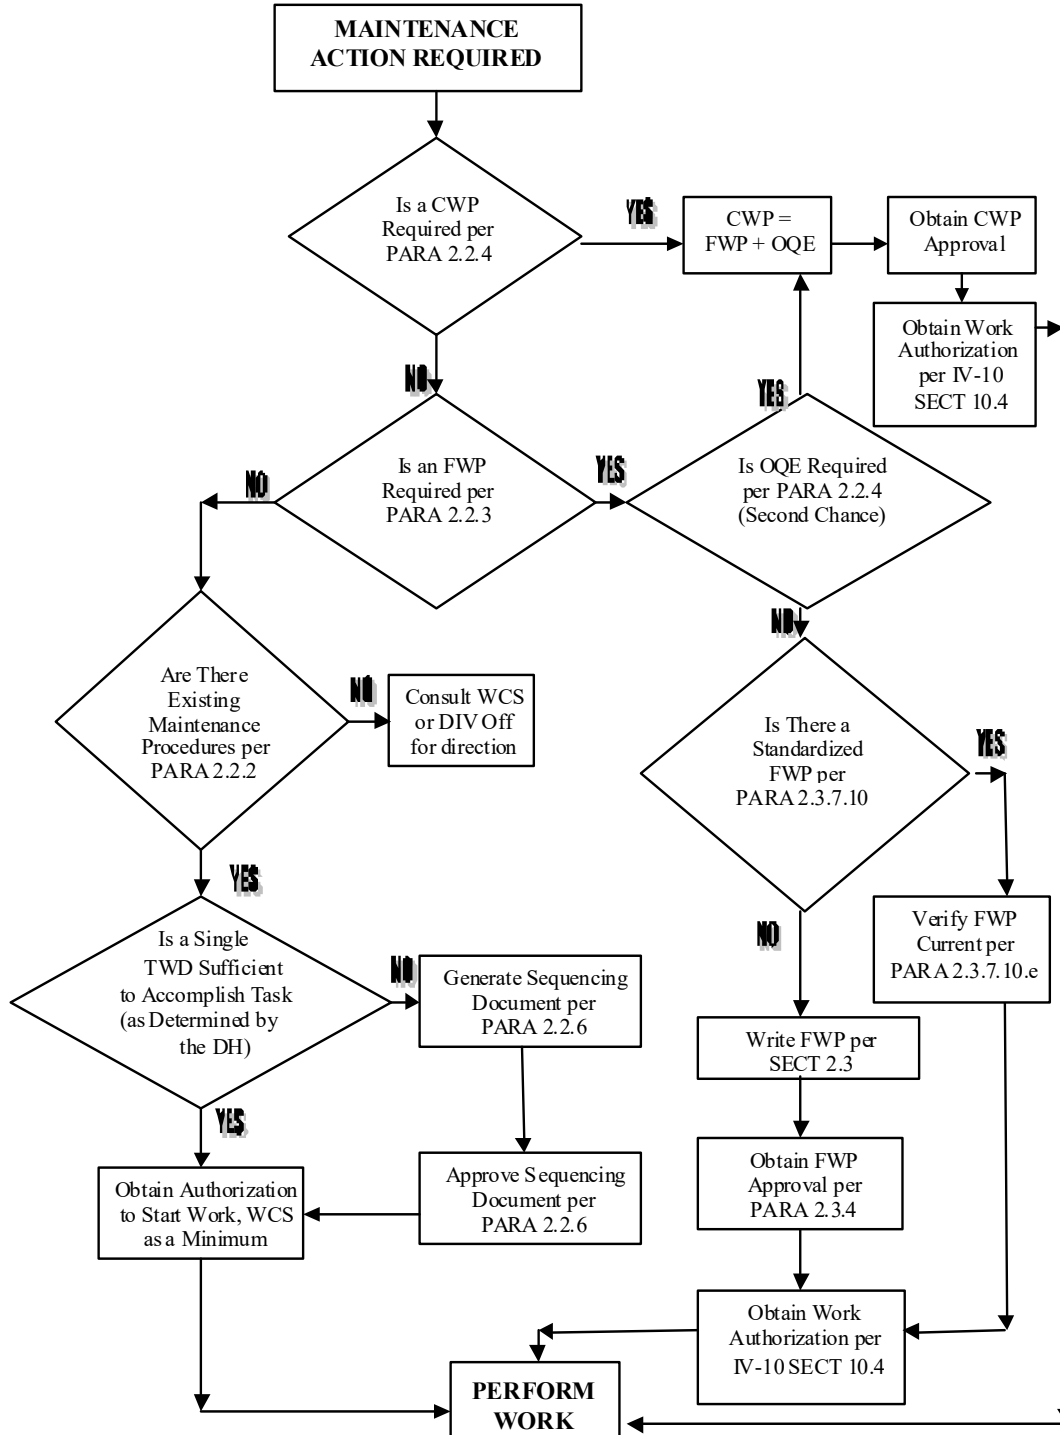 MAINTENANCE
ACTION REQUIRED
Is a CWP
Required per
PARA 2.2.4
YES
CWP =
FWP + OQE
Obtain CWP
Approval
Obtain Work
Authorization
per IV-10
SECT 10.4
NO
YES
Is an FWP
Required per
PARA 2.2.3
NO
YES
Is OQE Required
per PARA 2.2.4
(Second Chance)
NO
Are There
Existing
Maintenance
Procedures per
PARA 2.2.2
NO
Consult WCS
or DIV Off
for direction
Is There a
Standardized
FWP per
PARA 2.3.7.10
YES
YES
Verify FWP
Current per
PARA 2.3.7.10.e
NO
Is a Single
TWD Sufficient
to Accomplish Task
(as Determined by
the DH)
NO
Generate Sequencing
Document per
PARA 2.2.6
Write FWP per
SECT 2.3
YES
Obtain Authorization
to Start Work, WCS
as a Minimum
Approve Sequencing
Document per
PARA 2.2.6
Obtain FWP
Approval per
PARA 2.3.4
Obtain Work
Authorization per
IV-10 SECT 10.4
PERFORM
WORK